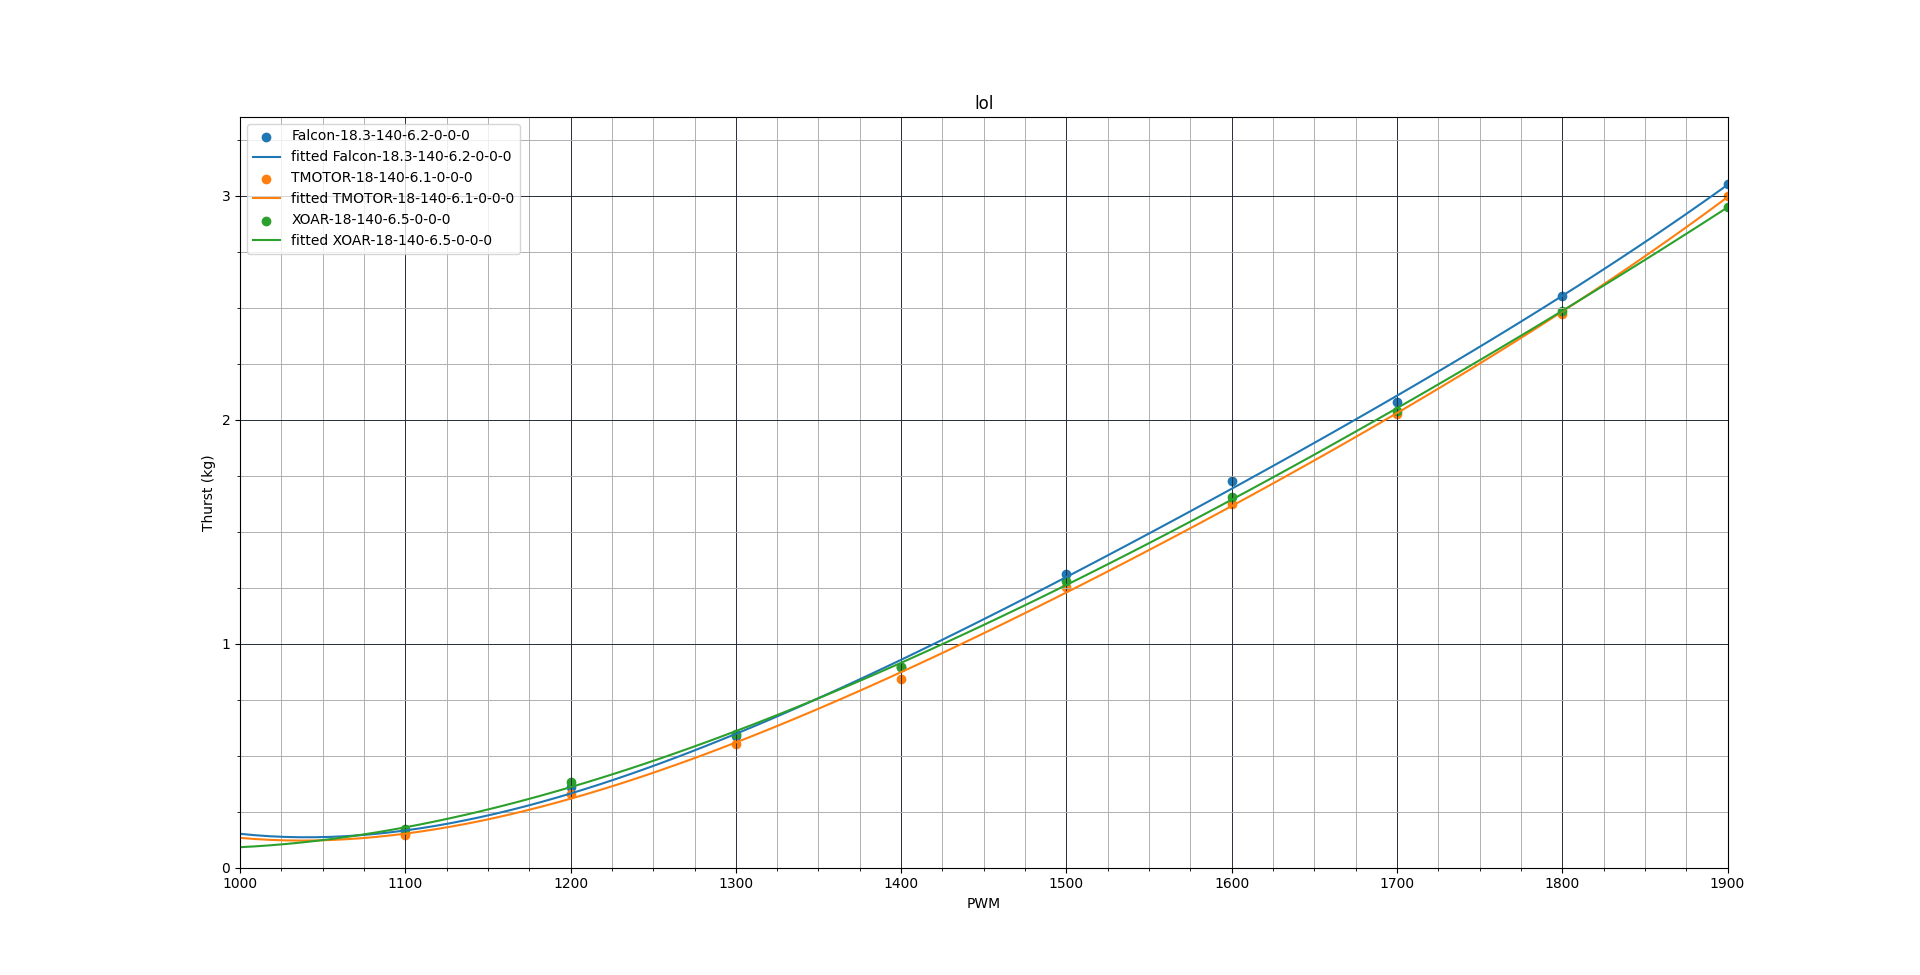 lol
Falcon-18.3-140-6.2-0-0-0
fitted Falcon-18.3-140-6.2-0-0-0
TMOTOR-18-140-6.1-0-0-0
fitted TMOTOR-18-140-6.1-0-0-0
XOAR-18-140-6.5-0-0-0
fitted XOAR-18-140-6.5-0-0-0
3
2
1
0
Thurst (kg)
1000 1100 1200 1300 1400 1500 1600 1700 1800 1900
PWM